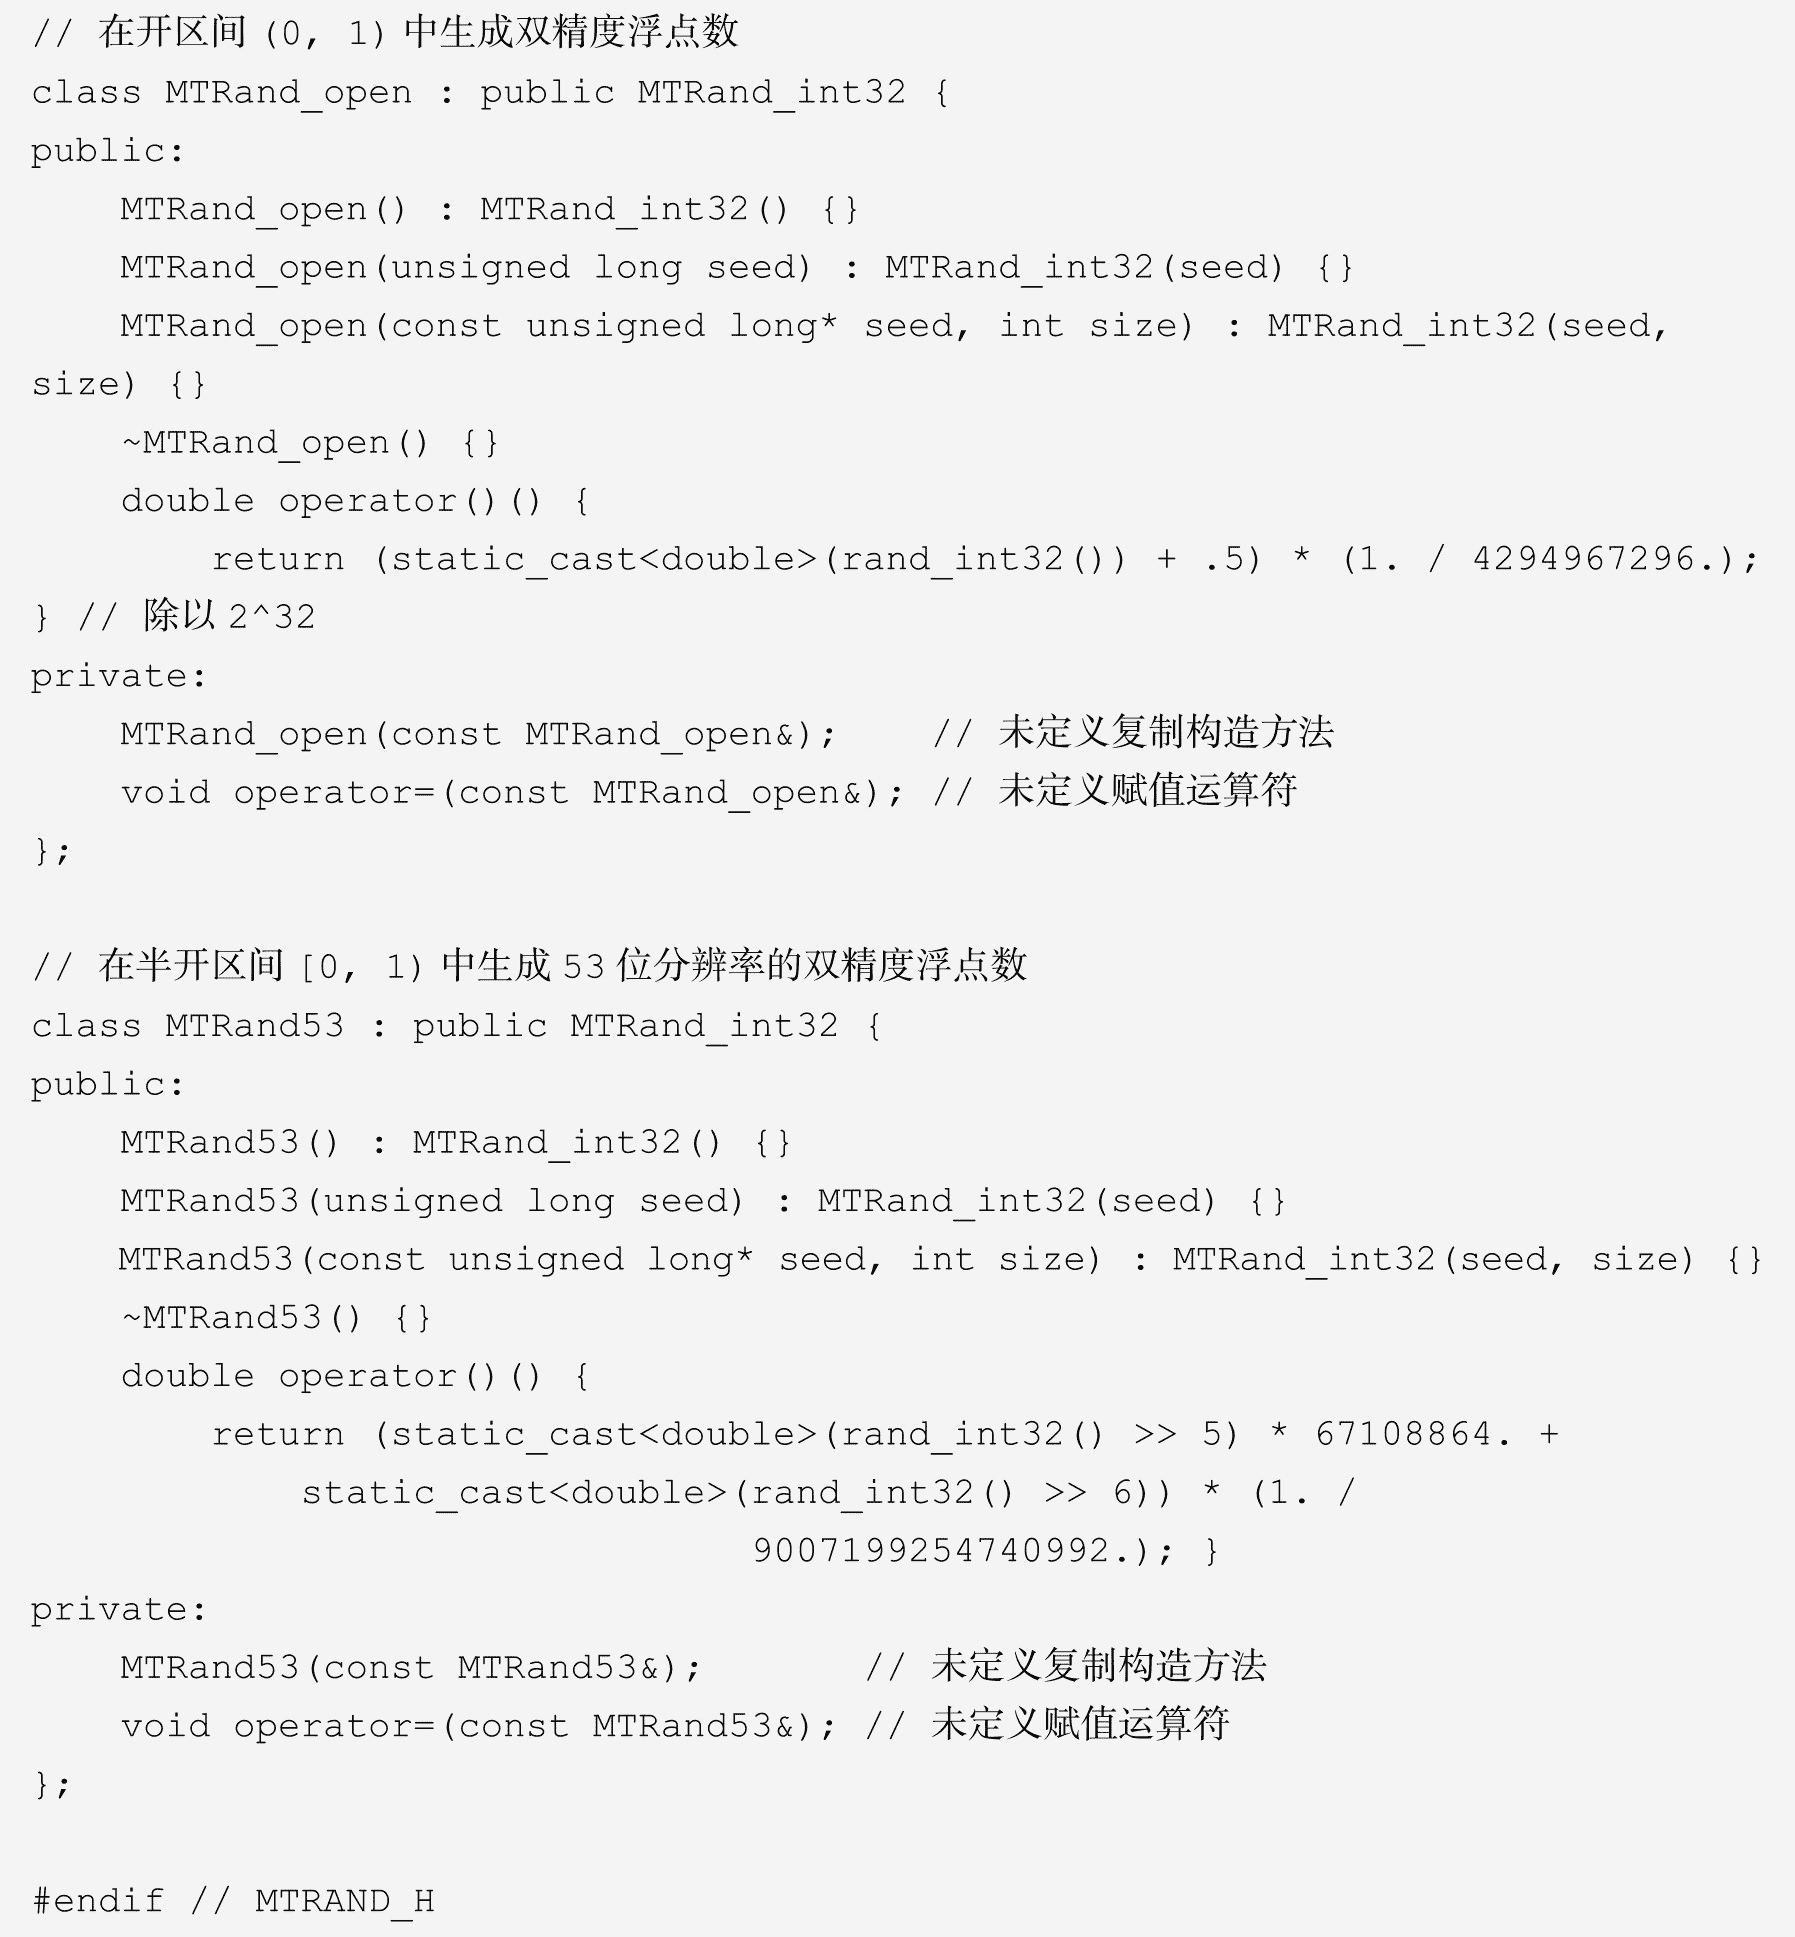 // 在开区间 (0, 1) 中生成双精度浮点数
class MTRand_open : public MTRand_int32 {
public:
    MTRand_open() : MTRand_int32() {}
    MTRand_open(unsigned long seed) : MTRand_int32(seed) {}
    MTRand_open(const unsigned long* seed, int size) : MTRand_int32(seed,
size) {}
    ~MTRand_open() {}
    double operator()() {
        return (static_cast<double>(rand_int32()) + .5) * (1. / 4294967296.);
} // 除以 2^32
private:
    MTRand_open(const MTRand_open&);    // 未定义复制构造方法
    void operator=(const MTRand_open&); // 未定义赋值运算符
};

// 在半开区间 [0, 1) 中生成 53 位分辨率的双精度浮点数
class MTRand53 : public MTRand_int32 {
public:
    MTRand53() : MTRand_int32() {}
    MTRand53(unsigned long seed) : MTRand_int32(seed) {}
    MTRand53(const unsigned long* seed, int size) : MTRand_int32(seed, size) {}
    ~MTRand53() {}
    double operator()() {
        return (static_cast<double>(rand_int32() >> 5) * 67108864. +
            static_cast<double>(rand_int32() >> 6)) * (1. /
                                9007199254740992.); }
private:
    MTRand53(const MTRand53&);       // 未定义复制构造方法
    void operator=(const MTRand53&); // 未定义赋值运算符
};

#endif // MTRAND_H